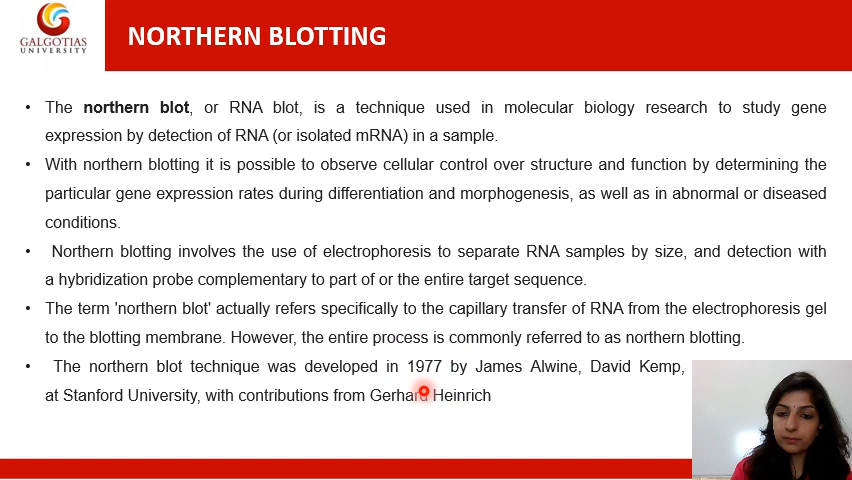 GALGOTIAS
UNIVERSITY
NORTHERN BLOTTING
• The northern blot, or RNA blot, is a technique used in molecular biology research to study gene
expression by detection of RNA (or isolated mRNA) in a sample.
• With northern blotting it is possible to observe cellular control over structure and function by determining the
particular gene expression rates during differentiation and morphogenesis, as well as in abnormal or diseased
conditions.
• Northern blotting involves the use of electrophoresis to separate RNA samples by size, and detection with
a hybridization probe complementary to part of or the entire target sequence.
• The term 'northern blot' actually refers specifically to the capillary transfer of RNA from the electrophoresis gel
to the blotting membrane. However, the entire process is commonly referred to as northern blotting.
• The northern blot technique was developed in 1977 by James Alwine, David Kemp,
at Stanford University, with contributions from Gerhard Heinrich